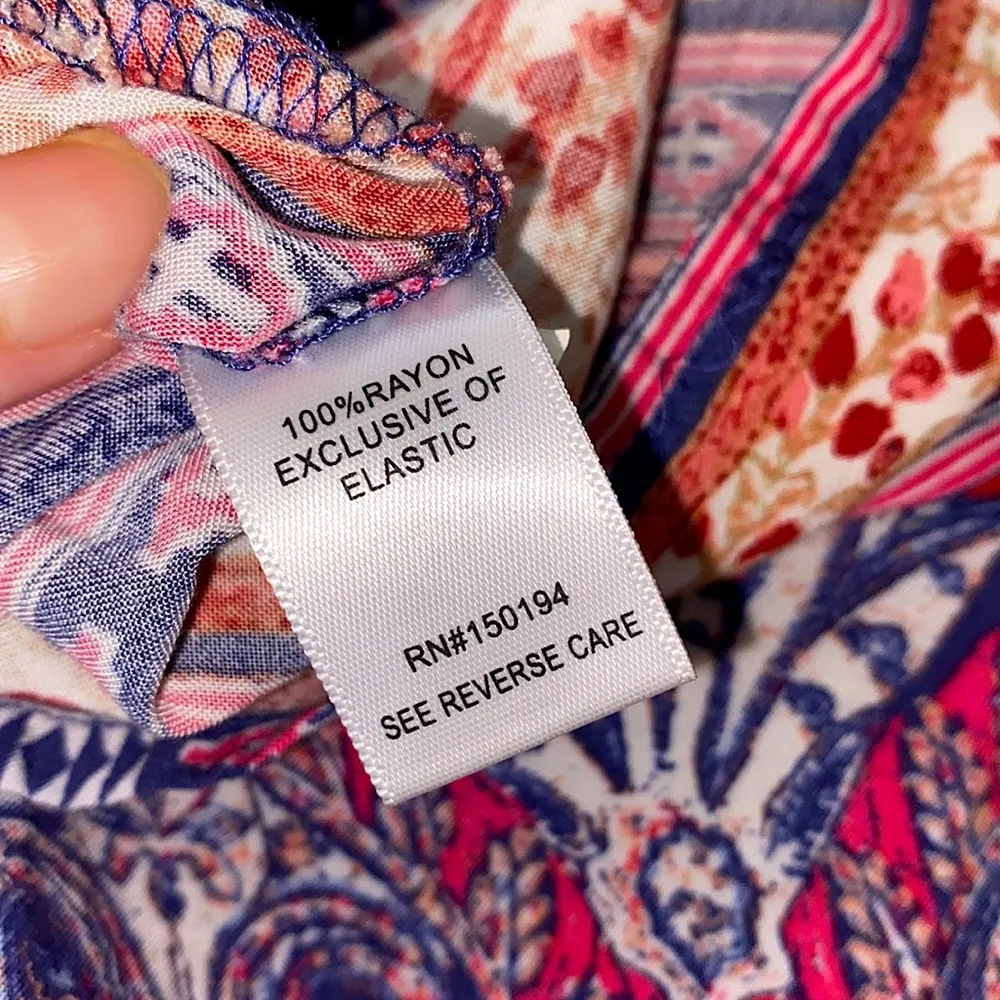 100%RAYON
EXCLUSIVE OF
ELASTIC
RN#150194
SEE REVERSE CARE